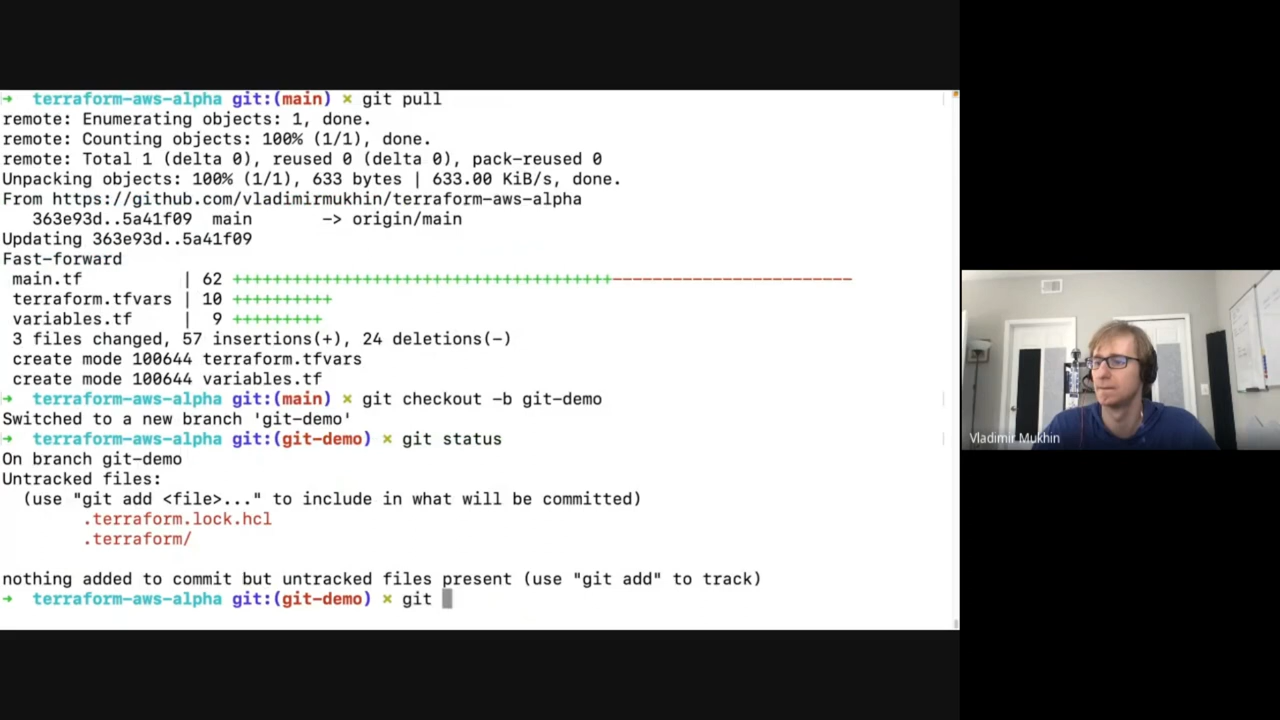 → terraform-aws-alpha git:(main) × git pull
remote: Enumerating objects: 1, done.
remote: Counting objects: 100% (1/1), done.
remote: Total 1 (delta 0), reused 0 (delta 0), pack-reused 0
Unpacking objects: 100% (1/1), 633 bytes | 633.00 KiB/s, done.
From https://github.com/vladimirmukhin/terraform-aws-alpha
363e93d..5a41f09 main -> origin/main
Updating 363e93d..5a41f09
Fast-forward
main.tf | 62 ++++++++++++++++++++++++++++++++++++++------------------------
terraform.tfvars | 10 ++++++++++
variables.tf | 9 +++++++++
3 files changed, 57 insertions(+), 24 deletions(-)
create mode 100644 terraform.tfvars
create mode 100644 variables.tf
→ terraform-aws-alpha git:(main) × git checkout -b git-demo
Switched to a new branch 'git-demo'
→ terraform-aws-alpha git:(git-demo) × git status
On branch git-demo
Untracked files:
(use "git add <file>..." to include in what will be committed)
.terraform.lock.hcl
.terraform/
nothing added to commit but untracked files present (use "git add" to track)
→ terraform-aws-alpha git:(git-demo) × git
Vladimir Mukhin